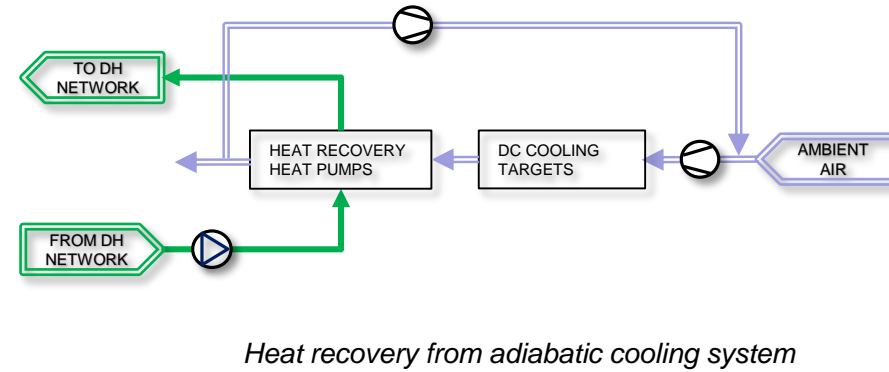 TO DH
NETWORK
HEAT RECOVERY
HEAT PUMPS
DC COOLING
TARGETS
AMBIENT
AIR
FROM DH
NETWORK
Heat recovery from adiabatic cooling system